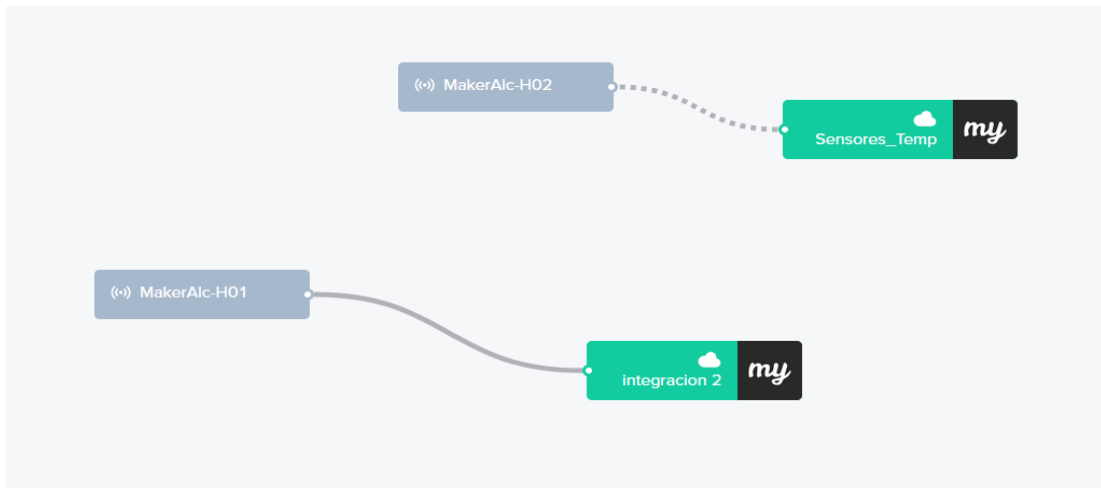 MakerAlc-H02
Sensores_Temp
my
MakerAlc-H01
integracion 2
my